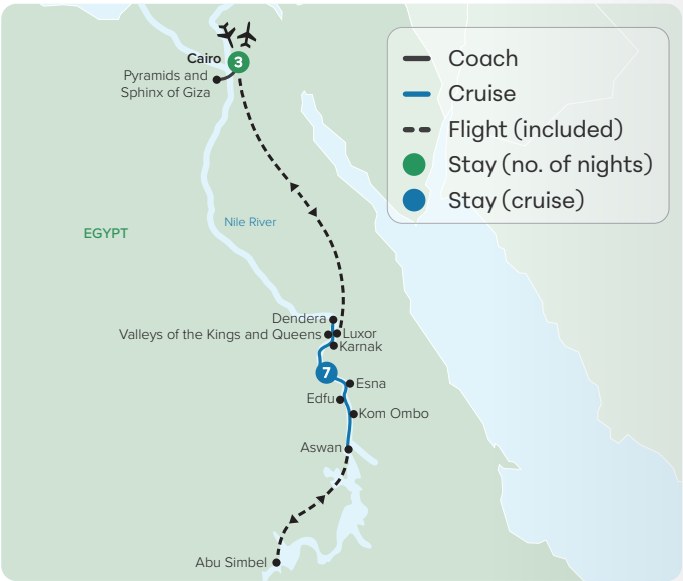 Cairo
3
Pyramids and
Sphinx of Giza
Coach
Cruise
Flight (included)
Stay (no. of nights)
Stay (cruise)
Nile River
EGYPT
Dendera
Valleys of the Kings and Queens
Luxor
Karnak
7
Esna
Edfu
Kom Ombo
Aswan
Abu Simbel